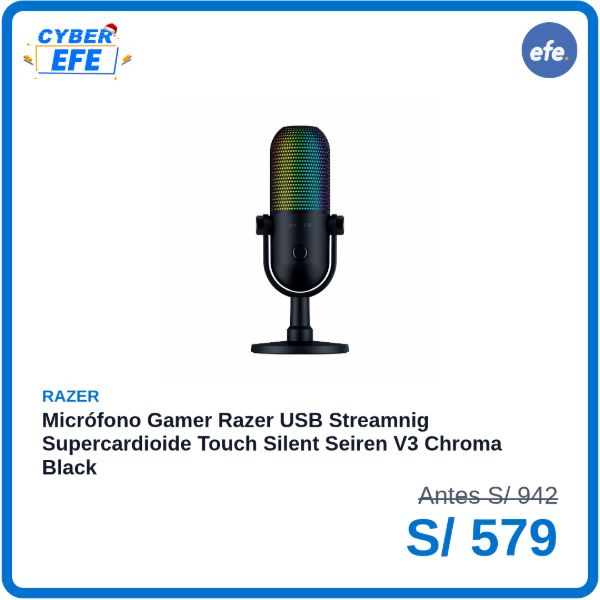 CYBER
EFE
efe.
RAZER
RAZER
Micrófono Gamer Razer USB Streamnig
Supercardioide Touch Silent Seiren V3 Chroma
Black
Antes S/ 942
S/ 579